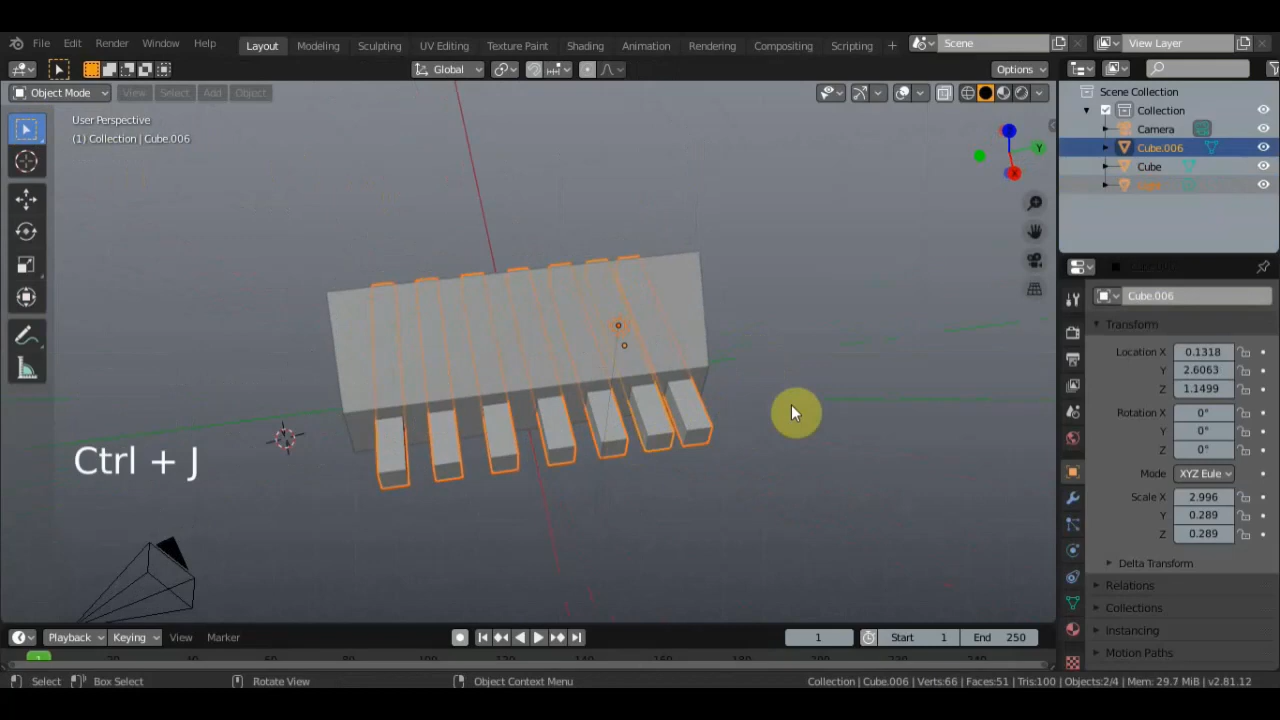 File Edit Render Window Help Layout Modeling Sculpting UV Editing Texture Paint Shading Animation Rendering Compositing Scripting + Scene View Layer
Global Options
Object Mode View Select Add Object Scene Collection
User Perspective
(1) Collection | Cube.006
Collection
Camera
Cube.006
Cube
Z
Y
X
Cube.006
Transform
Location X 0.1318
Y 2.6063
Z 1.1499
Rotation X 0°
Y 0°
Z 0°
Ctrl + J
Mode XYZ Eule
Scale X 2.996
Y 0.289
Z 0.289
Delta Transform
Relations
Collections
Instancing
Motion Paths
Playback Keying View Marker 1 Start 1 End 250
1
Select Box Select Rotate View Object Context Menu Collection | Cube.006 | Verts:66 | Faces:51 | Tris:100 | Objects:2/4 | Mem: 29.7 MiB | v2.81.12